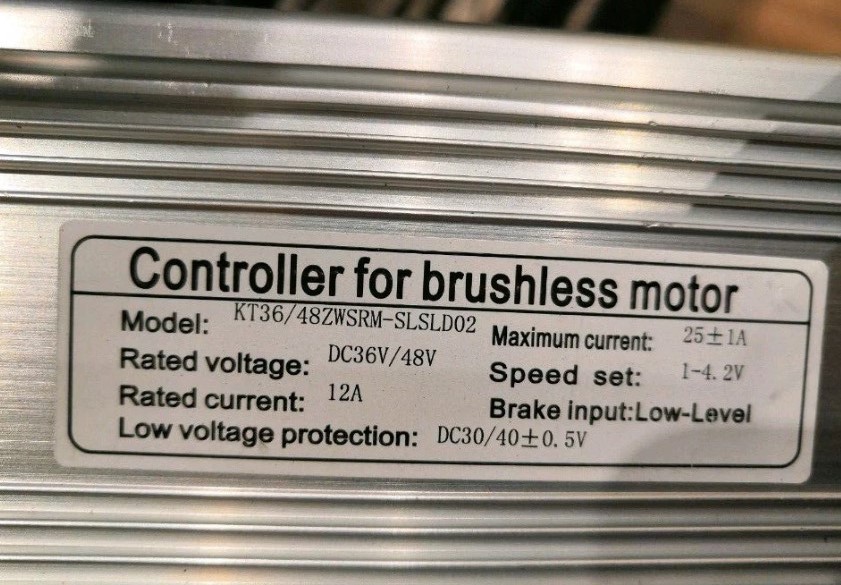 Controller for brushless motor
Model: KT36/48ZWSRM-SLSLD02 Maximum current: 25±1A
Rated voltage: DC36V/48V Speed set: 1-4.2V
Rated current: 12A Brake input:Low-Level
Low voltage protection: DC30/40±0.5V